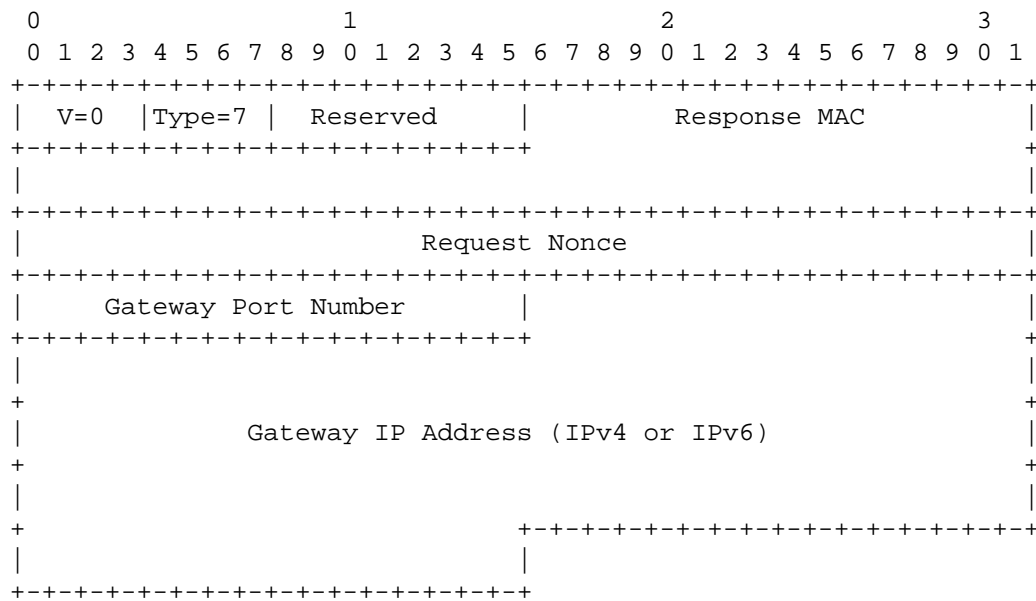 0                   1                   2                   3
 0 1 2 3 4 5 6 7 8 9 0 1 2 3 4 5 6 7 8 9 0 1 2 3 4 5 6 7 8 9 0 1
+-+-+-+-+-+-+-+-+-+-+-+-+-+-+-+-+-+-+-+-+-+-+-+-+-+-+-+-+-+-+-+-+
|  V=0  |Type=7 |  Reserved     |         Response MAC          |
+-+-+-+-+-+-+-+-+-+-+-+-+-+-+-+-+                               +
|                                                               |
+-+-+-+-+-+-+-+-+-+-+-+-+-+-+-+-+-+-+-+-+-+-+-+-+-+-+-+-+-+-+-+-+
|                         Request Nonce                         |
+-+-+-+-+-+-+-+-+-+-+-+-+-+-+-+-+-+-+-+-+-+-+-+-+-+-+-+-+-+-+-+-+
|     Gateway Port Number       |                               |
+-+-+-+-+-+-+-+-+-+-+-+-+-+-+-+-+                               +
|                                                               |
+                                                               +
|              Gateway IP Address (IPv4 or IPv6)                |
+                                                               +
|                                                               |
+                               +-+-+-+-+-+-+-+-+-+-+-+-+-+-+-+-+
|                               |
+-+-+-+-+-+-+-+-+-+-+-+-+-+-+-+-+